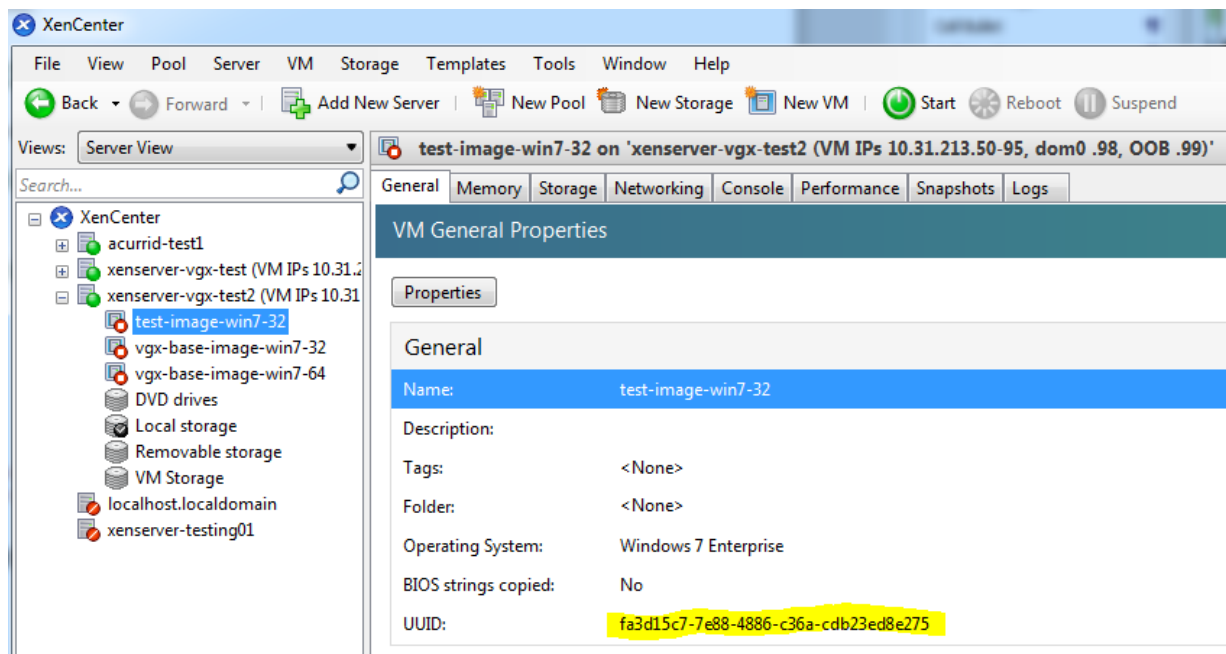 XenCenter
File View Pool Server VM Storage Templates Tools Window Help
Back Forward Add New Server New Pool New Storage New VM Start Reboot Suspend
Views: Server View
Search...
XenCenter
acurrid-test1
xenserver-vgx-test (VM IPs 10.31.2
xenserver-vgx-test2 (VM IPs 10.31
test-image-win7-32
vgx-base-image-win7-32
vgx-base-image-win7-64
DVD drives
Local storage
Removable storage
VM Storage
localhost.localdomain
xenserver-testing01
test-image-win7-32 on 'xenserver-vgx-test2 (VM IPs 10.31.213.50-95, dom0 .98, OOB .99)'
General Memory Storage Networking Console Performance Snapshots Logs
VM General Properties
Properties
General
Name: test-image-win7-32
Description:
Tags: <None>
Folder: <None>
Operating System: Windows 7 Enterprise
BIOS strings copied: No
UUID: fa3d15c7-7e88-4886-c36a-cdb23ed8e275